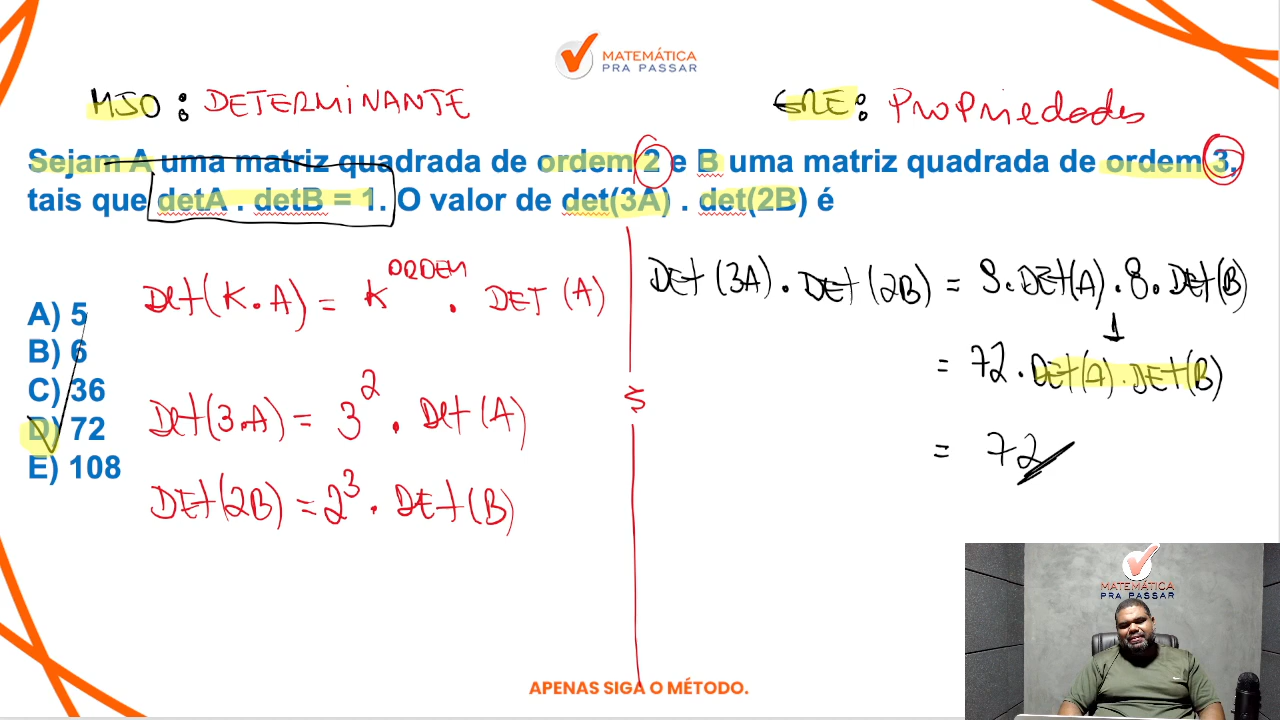 MATEMÁTICA
PRA PASSAR
MJO : DETERMINANTE
GRE: PROPRIEDADES
Sejam A uma matriz quadrada de ordem 2 e B uma matriz quadrada de ordem 3,
tais que detA . detB = 1. O valor de det(3A) . det(2B) é
A) 5
B) 6
C) 36
D) 72
E) 108
Det(K.A) = K^ORDEM . DET (A)
Det(3.A) = 3^2 . Det (A)
DET(2B) = 2^3 . DET(B)
DET (3A) . DET (2B) = 9.DET(A) . 8. DET(B)
1
= 72 . DET(A) . DET(B)
= 72
MATEMÁTICA
PRA PASSAR
APENAS SIGA O MÉTODO.